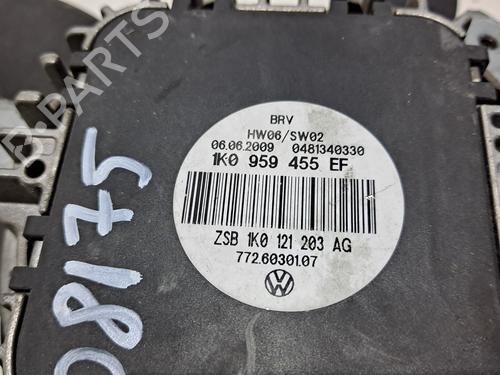 B-PARTS
BRV
HW06/SW02
06.06.2009 0481340330
1K0 959 455 EF
ZSB 1K0 121 203 AG
772.60301.07
08175